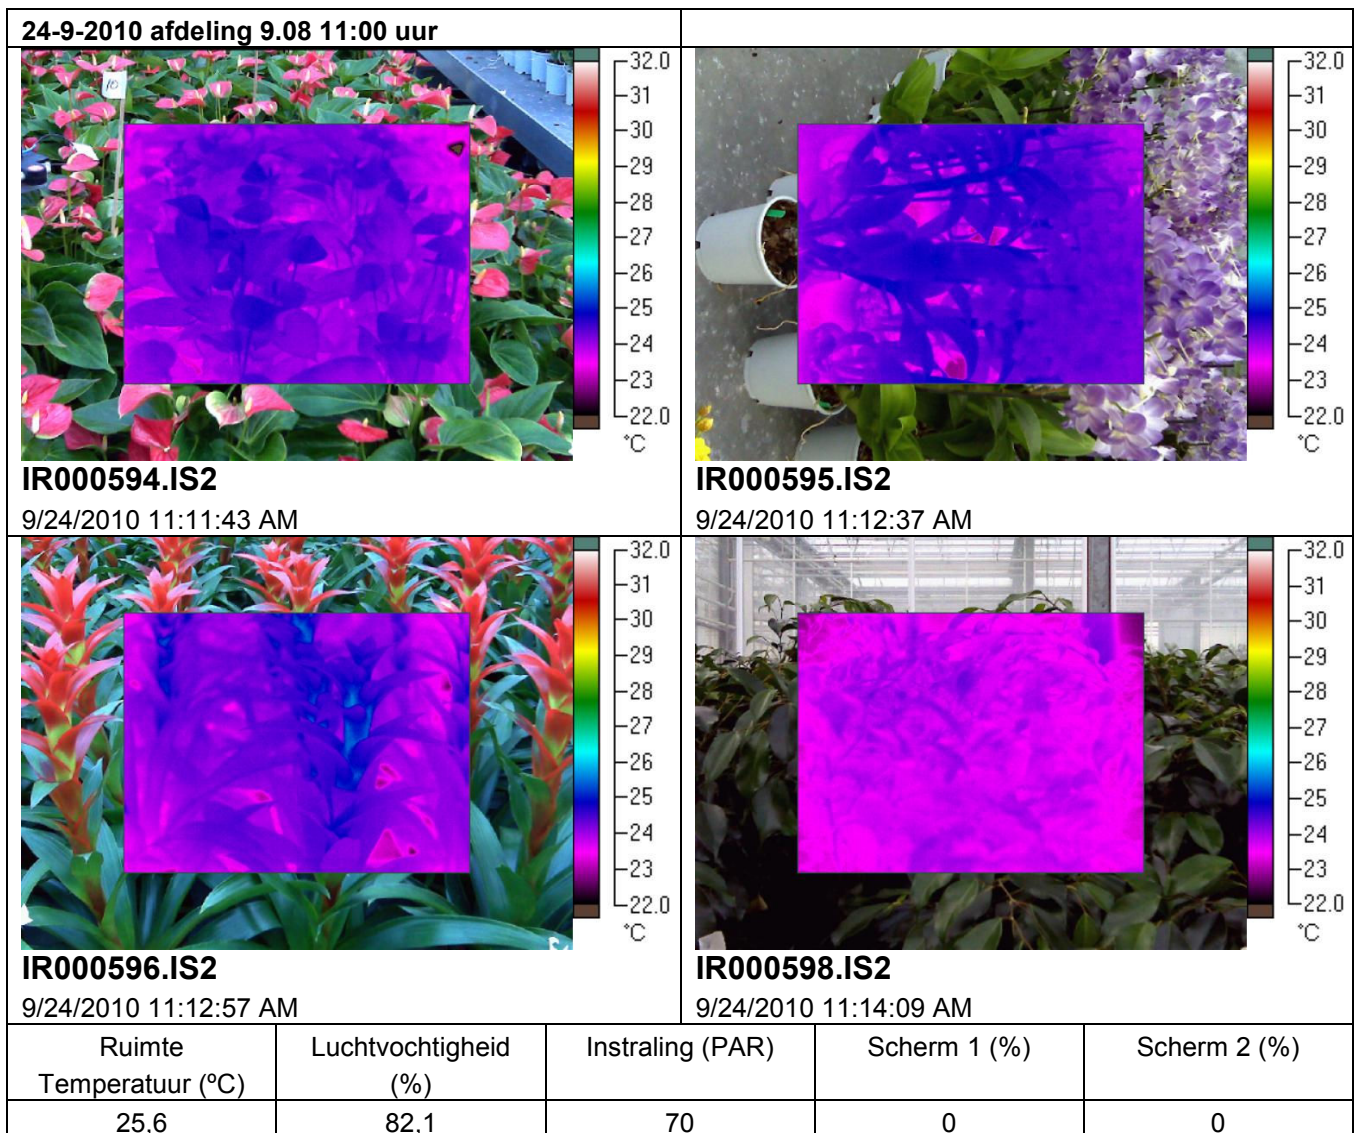 24-9-2010 afdeling 9.08 11:00 uur
10
32.0
31
30
29
28
27
26
25
24
23
22.0
°C
IR000594.IS2
9/24/2010 11:11:43 AM
32.0
31
30
29
28
27
26
25
24
23
22.0
°C
IR000595.IS2
9/24/2010 11:12:37 AM
32.0
31
30
29
28
27
26
25
24
23
22.0
°C
IR000596.IS2
9/24/2010 11:12:57 AM
32.0
31
30
29
28
27
26
25
24
23
22.0
°C
IR000598.IS2
9/24/2010 11:14:09 AM
Ruimte
Temperatuur (ºC)
Luchtvochtigheid
(%)
Instraling (PAR)
Scherm 1 (%)
Scherm 2 (%)
25,6
82,1
70
0
0